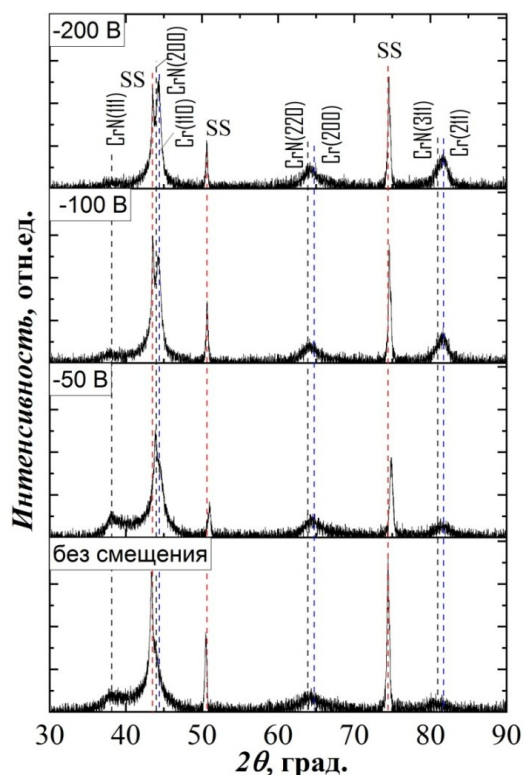 -200 В
SS
CrN(111)
CrN(200)
Cr(110)
SS
CrN(220)
Cr(200)
SS
CrN(311)
Cr(211)
-100 В
-50 В
без смещения
Интенсивность, отн.ед.
30 40 50 60 70 80 90
2θ, град.